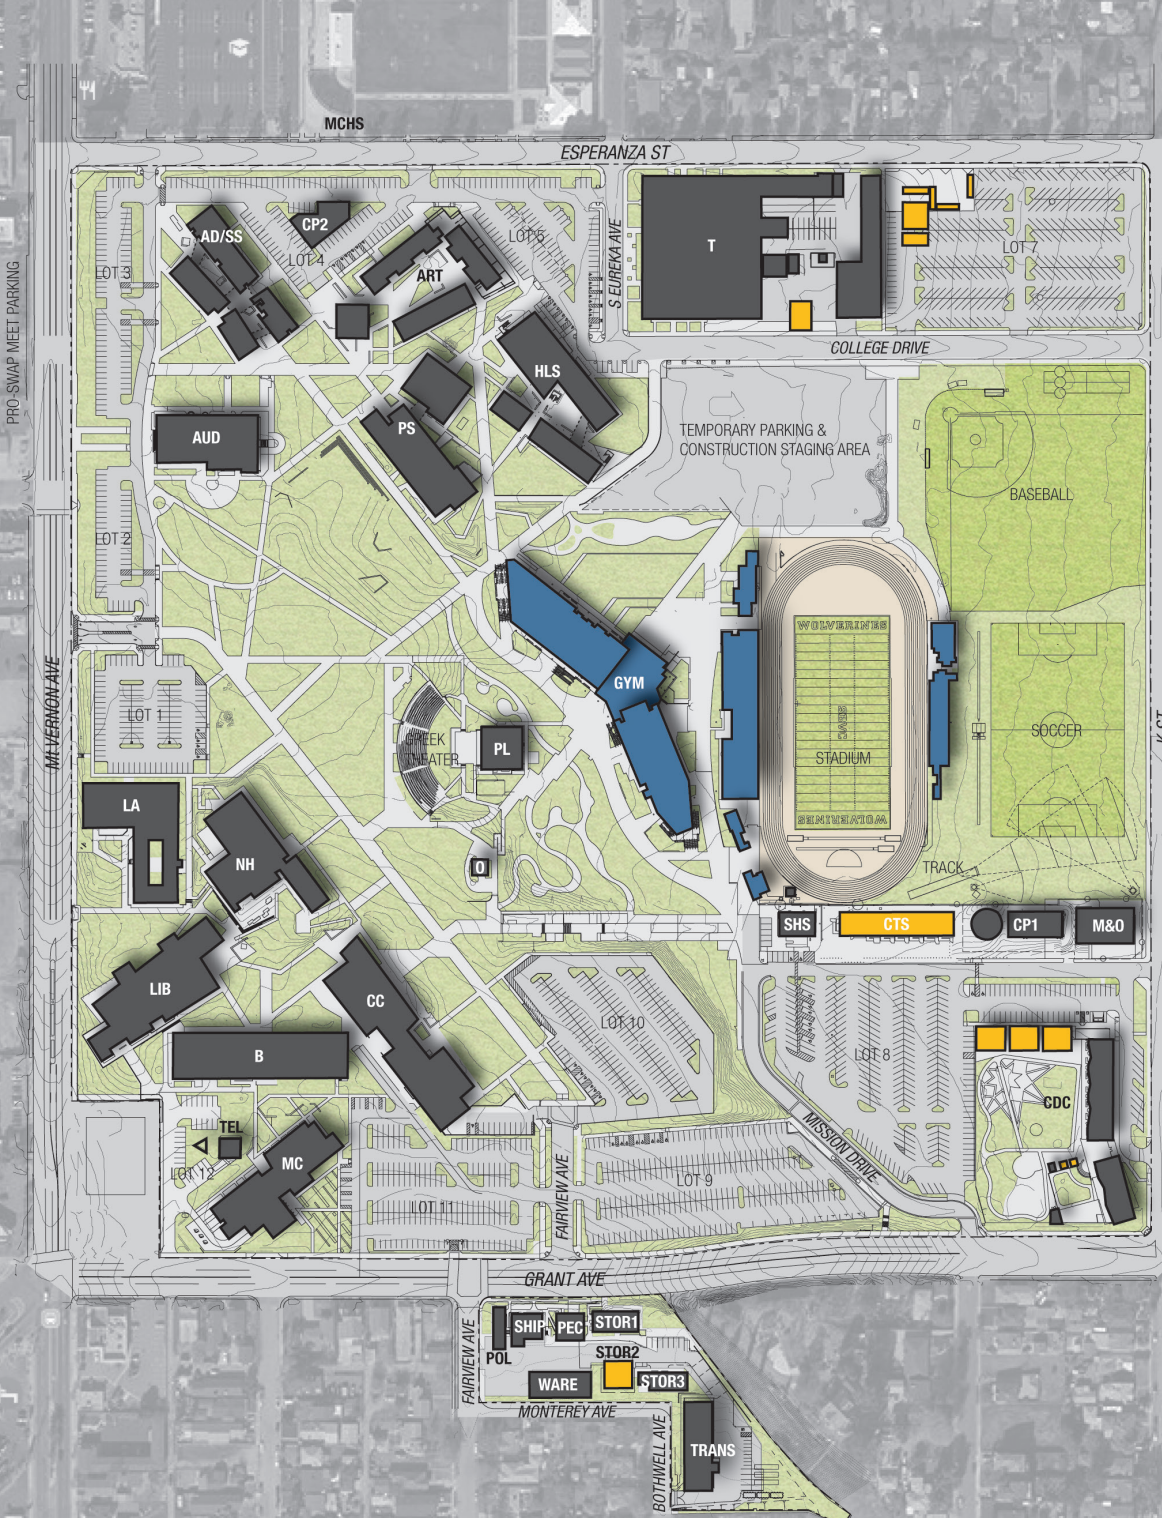 MCHS
ESPERANZA ST
PRO-SWAP MEET PARKING
AD/SS
CP2
LOT 3
LOT 4
ART
LOT 5
S EUREKA AVE
T
LOT 7
COLLEGE DRIVE
HLS
AUD
PS
TEMPORARY PARKING &
CONSTRUCTION STAGING AREA
BASEBALL
LOT 2
WOLVERINES
GYM
MT VERNON AVE
LOT 1
SBVC
STADIUM
SOCCER
K ST
GREEK
THEATER
PL
LA
NH
WOLVERINES
O
TRACK
SHS
CTS
CP1
M&O
LIB
CC
LOT 10
B
LOT 8
CDC
TEL
MC
LOT 12
MISSION DRIVE
LOT 11
FAIRVIEW AVE
LOT 9
GRANT AVE
FAIRVIEW AVE
POL
SHIP
PEC
STOR1
STOR2
WARE
STOR3
MONTEREY AVE
BOTHWELL AVE
TRANS